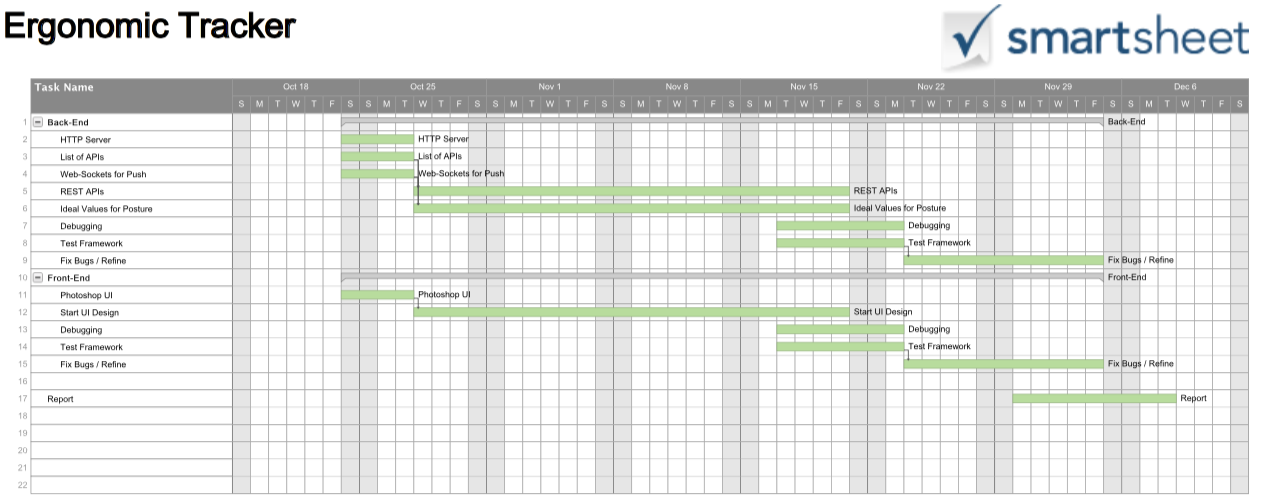 Ergonomic Tracker
smartsheet
Task Name Oct 18 Oct 25 Nov 1 Nov 8 Nov 15 Nov 22 Nov 29 Dec 6
S M T W T F S S M T W T F S S M T W T F S S M T W T F S S M T W T F S S M T W T F S S M T W T F S S M T W T F S
1 Back-End Back-End
2 HTTP Server HTTP Server
3 List of APIs List of APIs
4 Web-Sockets for Push Web-Sockets for Push
5 REST APIs REST APIs
6 Ideal Values for Posture Ideal Values for Posture
7 Debugging Debugging
8 Test Framework Test Framework
9 Fix Bugs / Refine Fix Bugs / Refine
10 Front-End Front-End
11 Photoshop UI Photoshop UI
12 Start UI Design Start UI Design
13 Debugging Debugging
14 Test Framework Test Framework
15 Fix Bugs / Refine Fix Bugs / Refine
16
17 Report Report
18
19
20
21
22